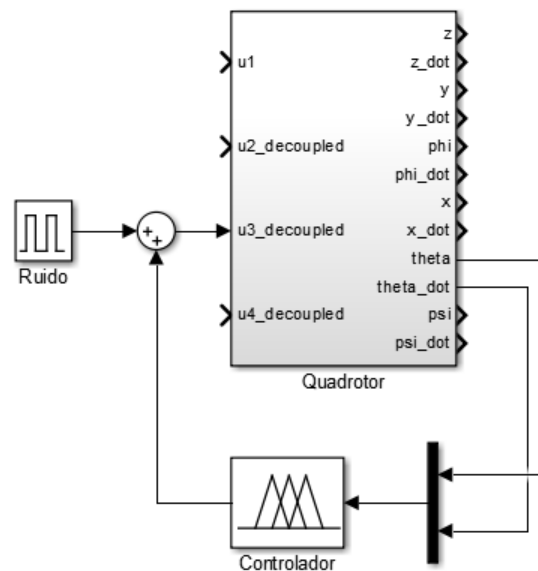 z
u1
z_dot
y
y_dot
u2_decoupled
phi
phi_dot
x
u3_decoupled
x_dot
theta
theta_dot
u4_decoupled
psi
psi_dot
Ruido
Quadrotor
Controlador